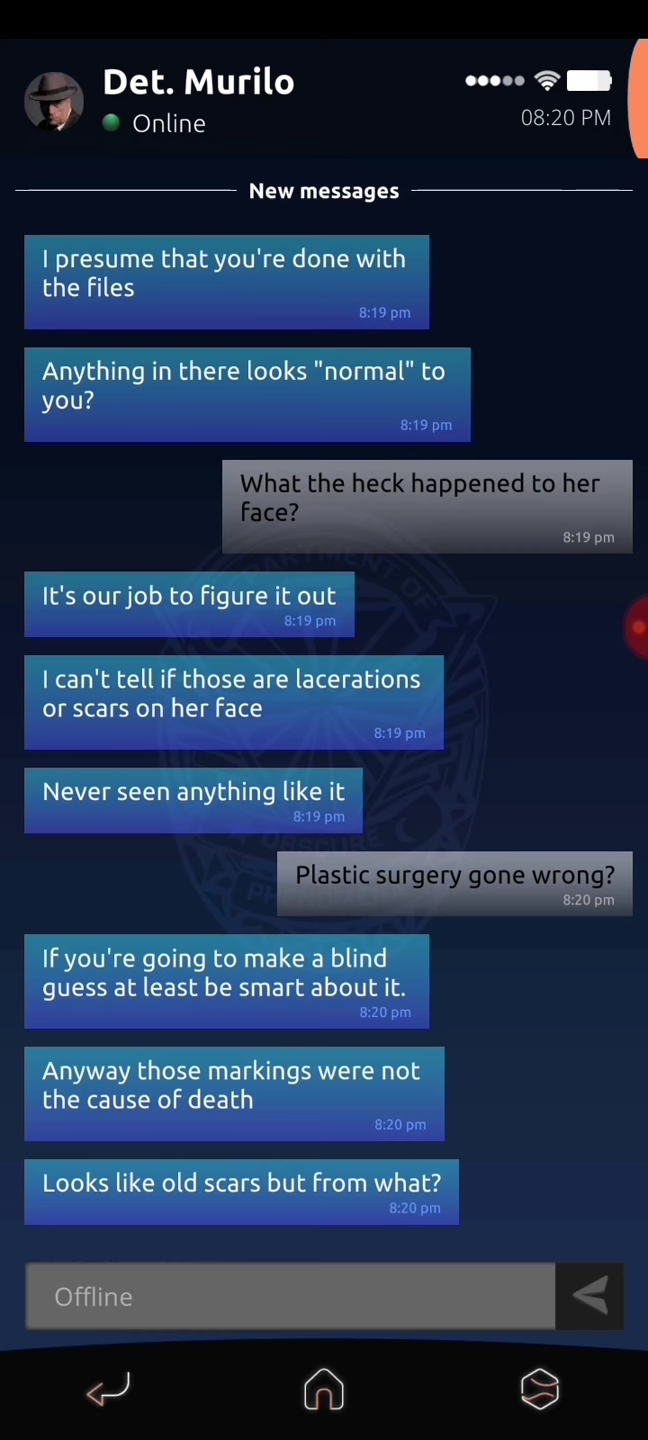 Det. Murilo
Online
08:20 PM
New messages
I presume that you're done with
the files
8:19 pm
Anything in there looks "normal" to
you?
8:19 pm
What the heck happened to her
face?
8:19 pm
It's our job to figure it out
8:19 pm
I can't tell if those are lacerations
or scars on her face
8:19 pm
Never seen anything like it
8:19 pm
Plastic surgery gone wrong?
8:20 pm
If you're going to make a blind
guess at least be smart about it.
8:20 pm
Anyway those markings were not
the cause of death
8:20 pm
Looks like old scars but from what?
8:20 pm
Offline
DEPARTMENT OF
OBSCURE